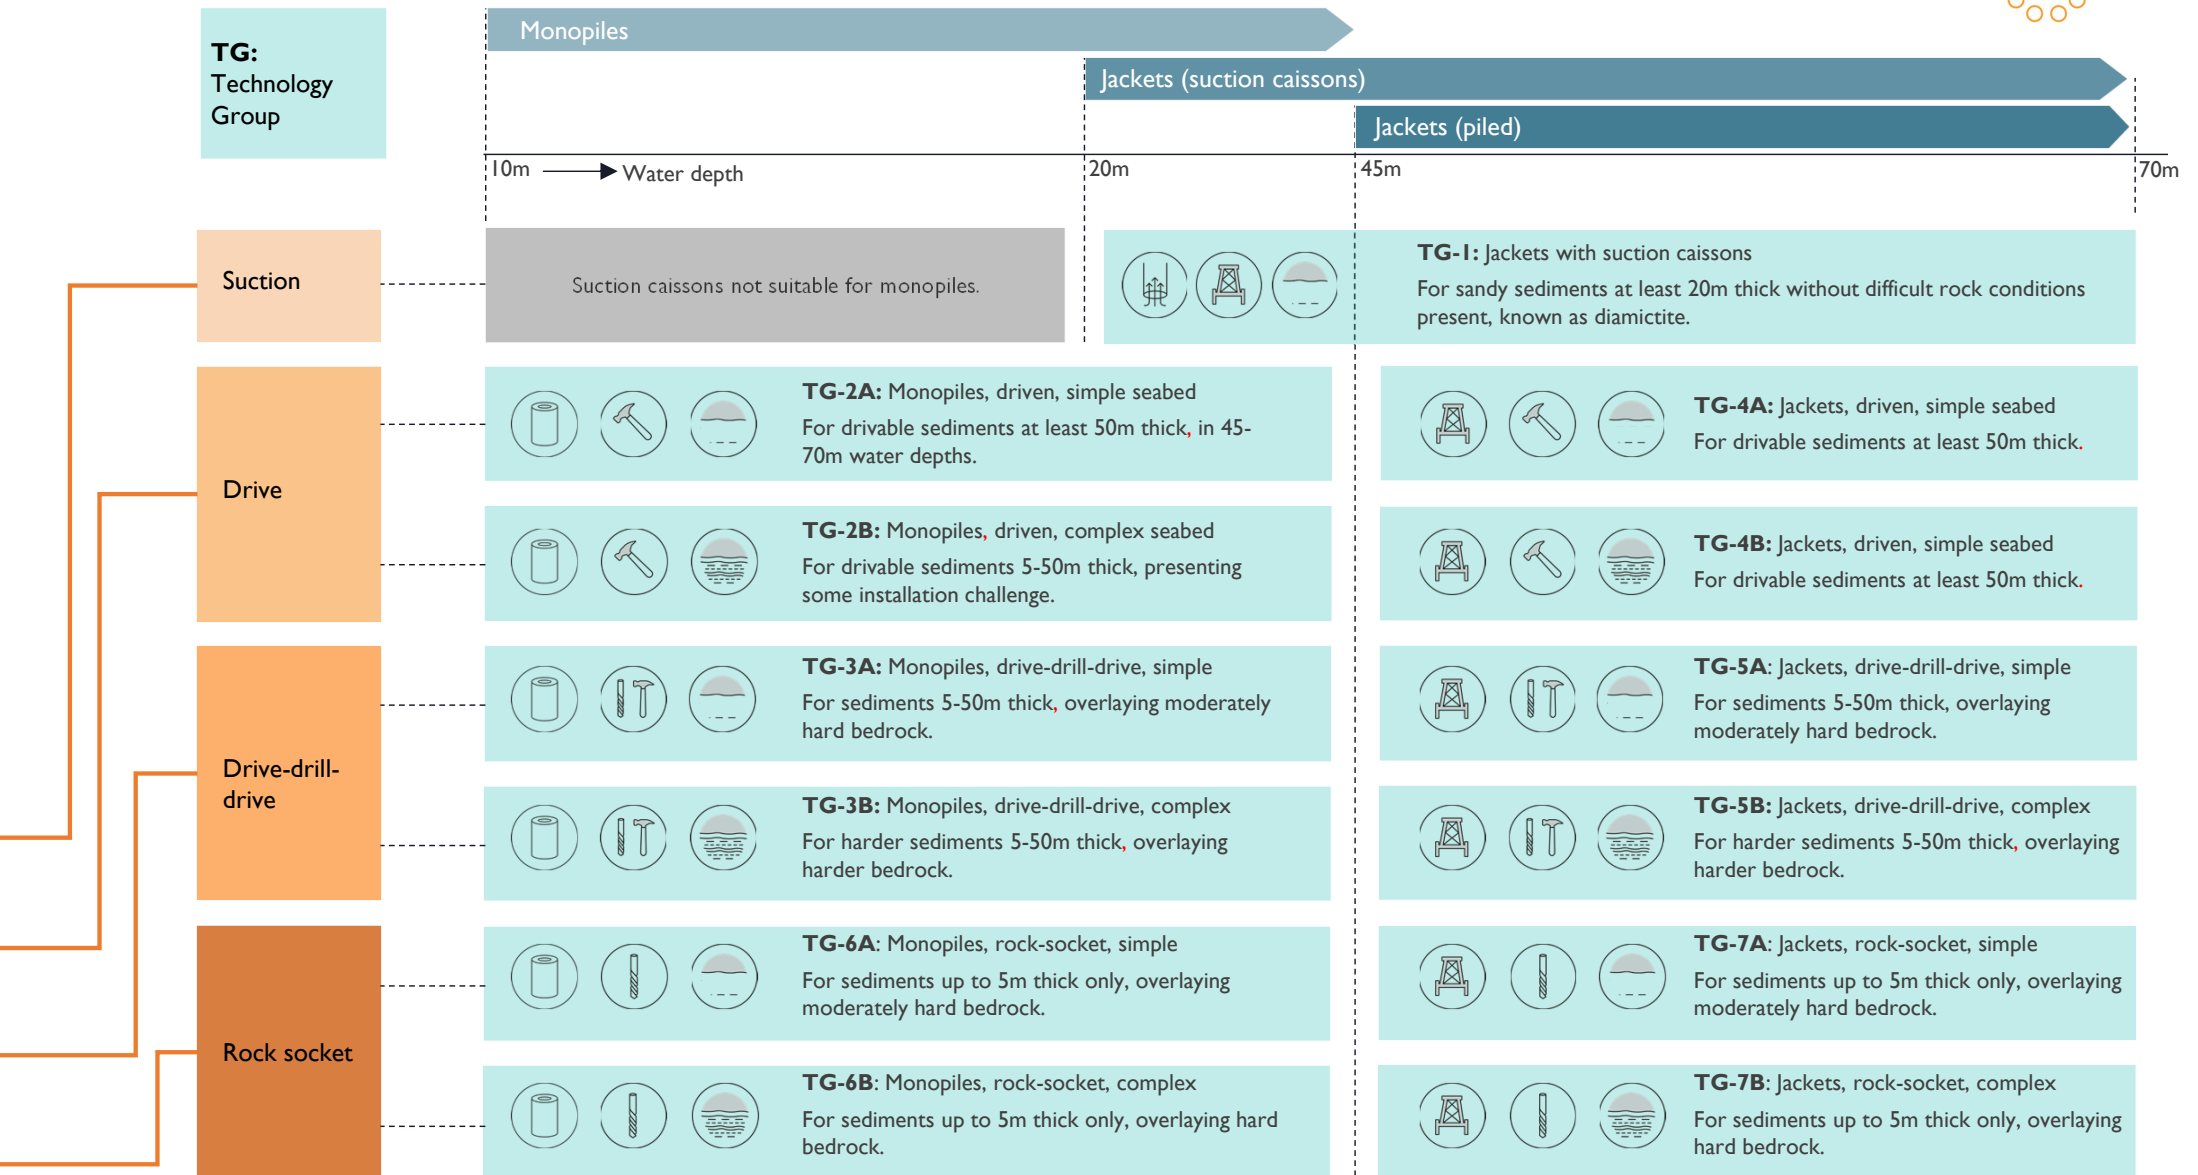 TG:
Technology
Group
Monopiles
Jackets (suction caissons)
Jackets (piled)
10m
Water depth
20m
45m
70m
Suction
Suction caissons not suitable for monopiles.
TG-1: Jackets with suction caissons
For sandy sediments at least 20m thick without difficult rock conditions
present, known as diamictite.
Drive
TG-2A: Monopiles, driven, simple seabed
For drivable sediments at least 50m thick, in 45-
70m water depths.
TG-4A: Jackets, driven, simple seabed
For drivable sediments at least 50m thick.
TG-2B: Monopiles, driven, complex seabed
For drivable sediments 5-50m thick, presenting
some installation challenge.
TG-4B: Jackets, driven, simple seabed
For drivable sediments at least 50m thick.
Drive-drill-
drive
TG-3A: Monopiles, drive-drill-drive, simple
For sediments 5-50m thick, overlaying moderately
hard bedrock.
TG-5A: Jackets, drive-drill-drive, simple
For sediments 5-50m thick, overlaying
moderately hard bedrock.
TG-3B: Monopiles, drive-drill-drive, complex
For harder sediments 5-50m thick, overlaying
harder bedrock.
TG-5B: Jackets, drive-drill-drive, complex
For harder sediments 5-50m thick, overlaying
harder bedrock.
Rock socket
TG-6A: Monopiles, rock-socket, simple
For sediments up to 5m thick only, overlaying
moderately hard bedrock.
TG-7A: Jackets, rock-socket, simple
For sediments up to 5m thick only, overlaying
moderately hard bedrock.
TG-6B: Monopiles, rock-socket, complex
For sediments up to 5m thick only, overlaying hard
bedrock.
TG-7B: Jackets, rock-socket, complex
For sediments up to 5m thick only, overlaying
hard bedrock.